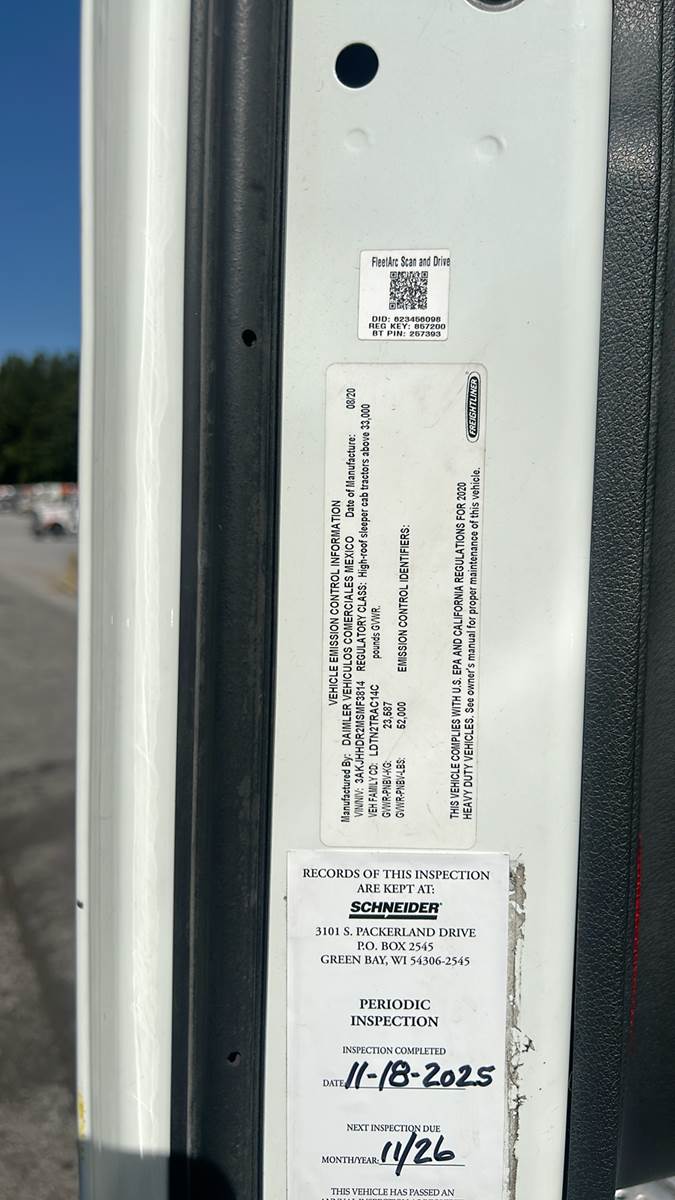 FleetArc Scan and Drive
DID: 623456098
REG KEY: 857200
BT PIN: 257393
VEHICLE EMISSION CONTROL INFORMATION
Manufactured By: DAIMLER VEHICULOS COMERCIALES MEXICO Date of Manufacture: 08/20
VIN/NIV: 3AKJHHDR2MSMF3814 REGULATORY CLASS: High-roof sleeper cab tractors above 33,000
VEH FAMILY CD: LDTN2TRAC14C pounds GVWR.
GVWR-PNBV-KG: 23,587
GVWR-PNBV-LBS: 52,000 EMISSION CONTROL IDENTIFIERS:
THIS VEHICLE COMPLIES WITH U.S. EPA AND CALIFORNIA REGULATIONS FOR 2020
HEAVY DUTY VEHICLES. See owner's manual for proper maintenance of this vehicle.
FREIGHTLINER
RECORDS OF THIS INSPECTION
ARE KEPT AT:
SCHNEIDER
3101 S. PACKERLAND DRIVE
P.O. BOX 2545
GREEN BAY, WI 54306-2545
PERIODIC
INSPECTION
INSPECTION COMPLETED
DATE 11-18-2025
NEXT INSPECTION DUE
MONTH/YEAR: 11/26
THIS VEHICLE HAS PASSED AN